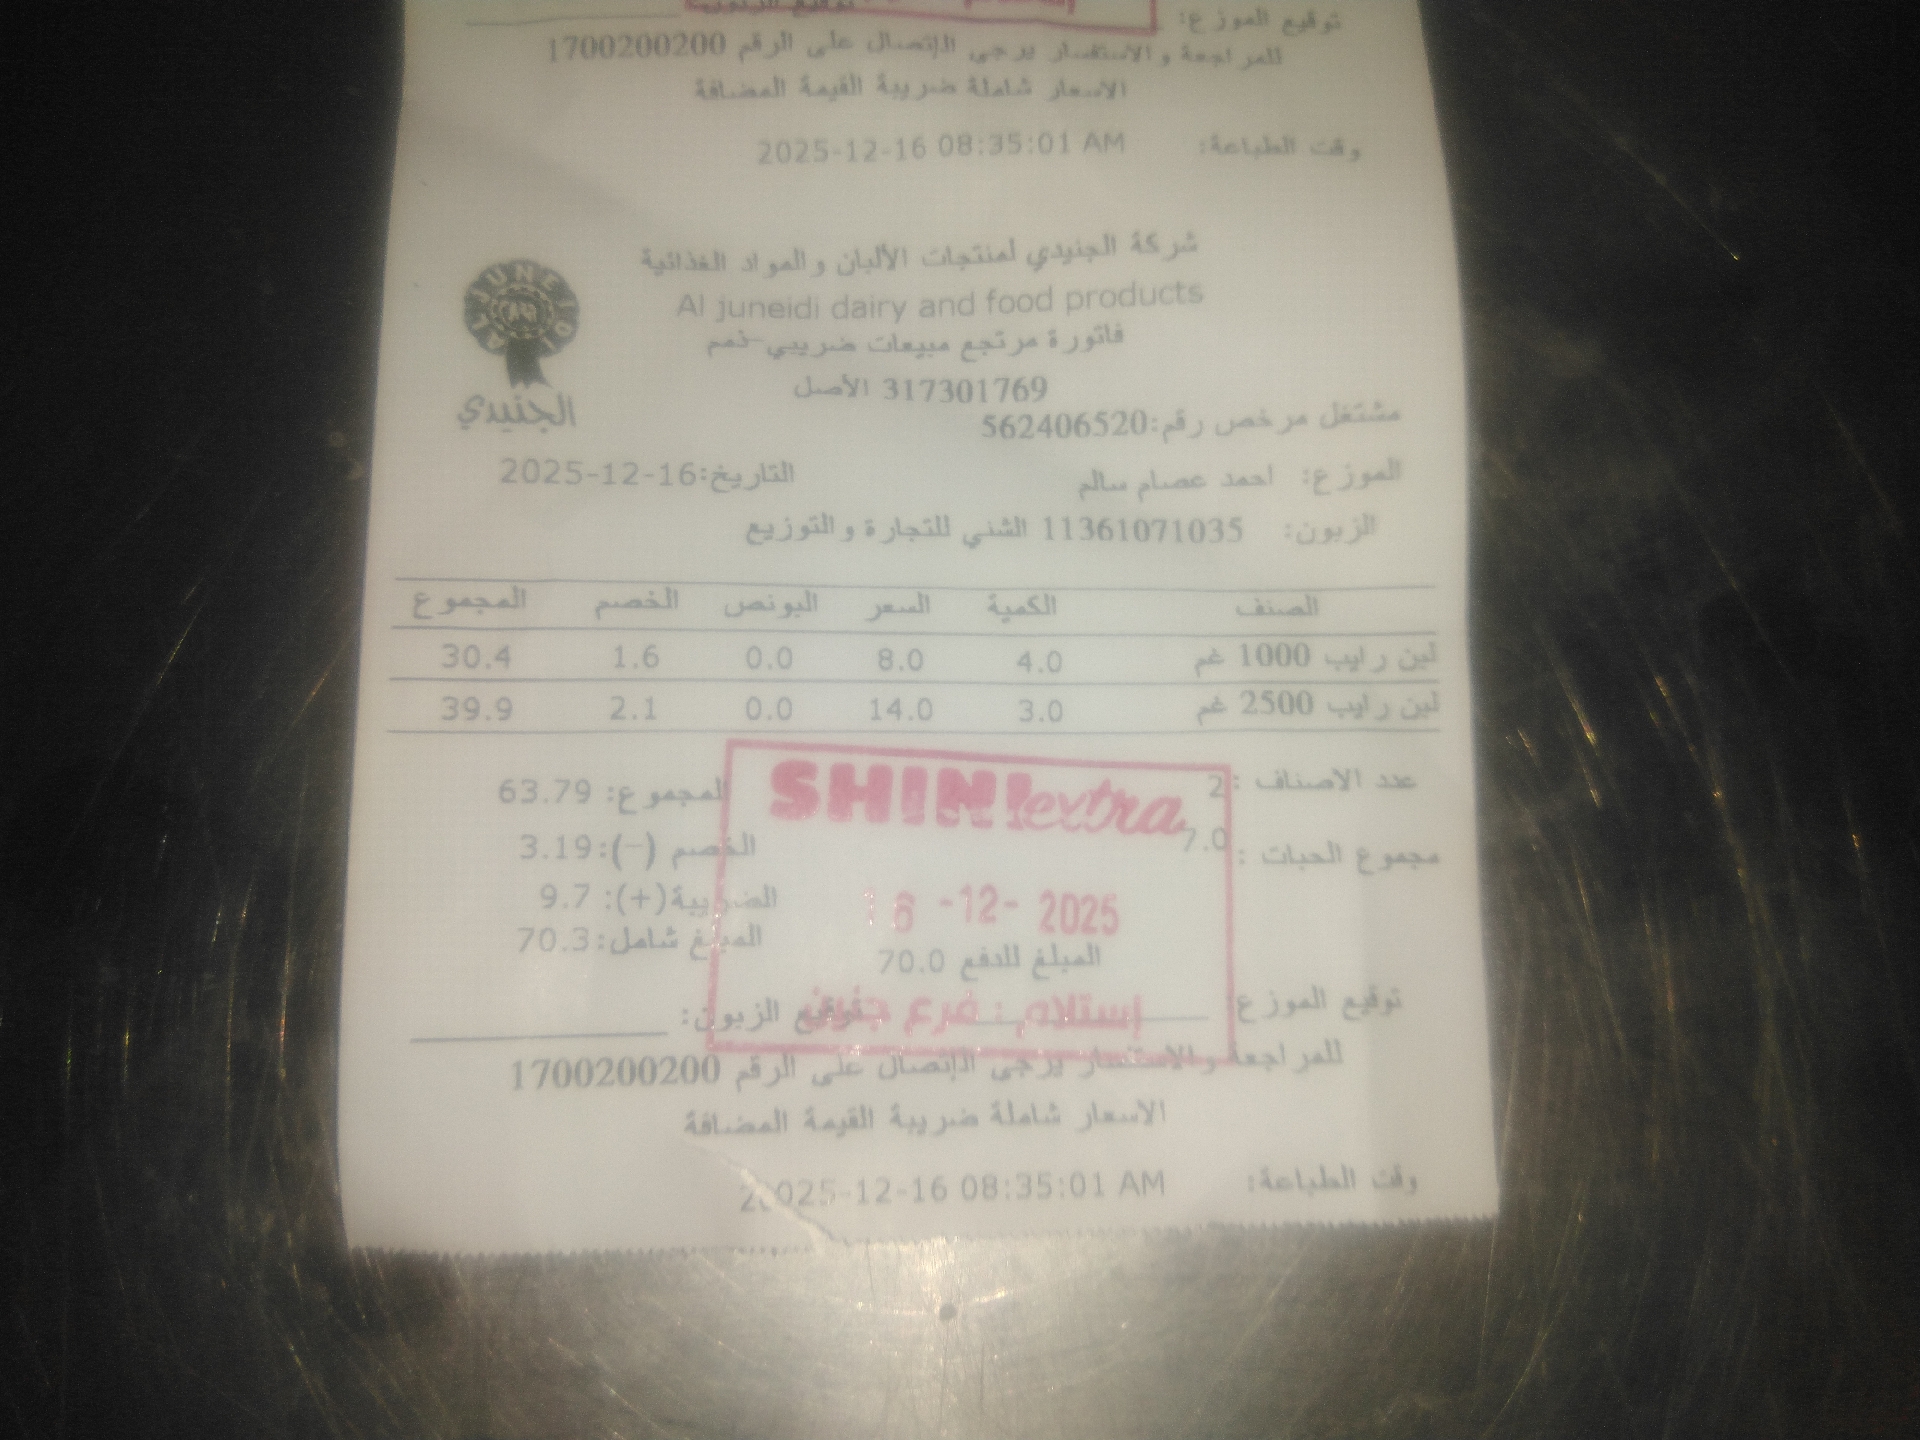 توقيع الموزع:
للمراجعة والاستفسار يرجى الإتصال على الرقم 1700200200
الاسعار شاملة ضريبة القيمة المضافة
وقت الطباعة: 2025-12-16 08:35:01 AM
AL JUNEIDI
الجنيدي
شركة الجنيدي لمنتجات الألبان والمواد الغذائية
Al juneidi dairy and food products
فاتورة مرتجع مبيعات ضريبي-ذمم
317301769 الأصل
مشتغل مرخص رقم:562406520
الموزع: احمد عصام سالم التاريخ:2025-12-16
الزبون: 11361071035 الشني للتجارة والتوزيع
الصنف الكمية السعر البونص الخصم المجموع
لبن رايب 1000 غم 4.0 8.0 0.0 1.6 30.4
لبن رايب 2500 غم 3.0 14.0 0.0 2.1 39.9
عدد الاصناف : 2 المجموع: 63.79
SHINI extra
مجموع الحبات : 7.0 الخصم (-):3.19
الضريبة(+): 9.7
16 -12- 2025
المبلغ شامل:70.3
المبلغ للدفع 70.0
إستلام : فرع جنين
توقيع الموزع: توقيع الزبون:
للمراجعة والاستفسار يرجى الإتصال على الرقم 1700200200
الاسعار شاملة ضريبة القيمة المضافة
وقت الطباعة: 2025-12-16 08:35:01 AM